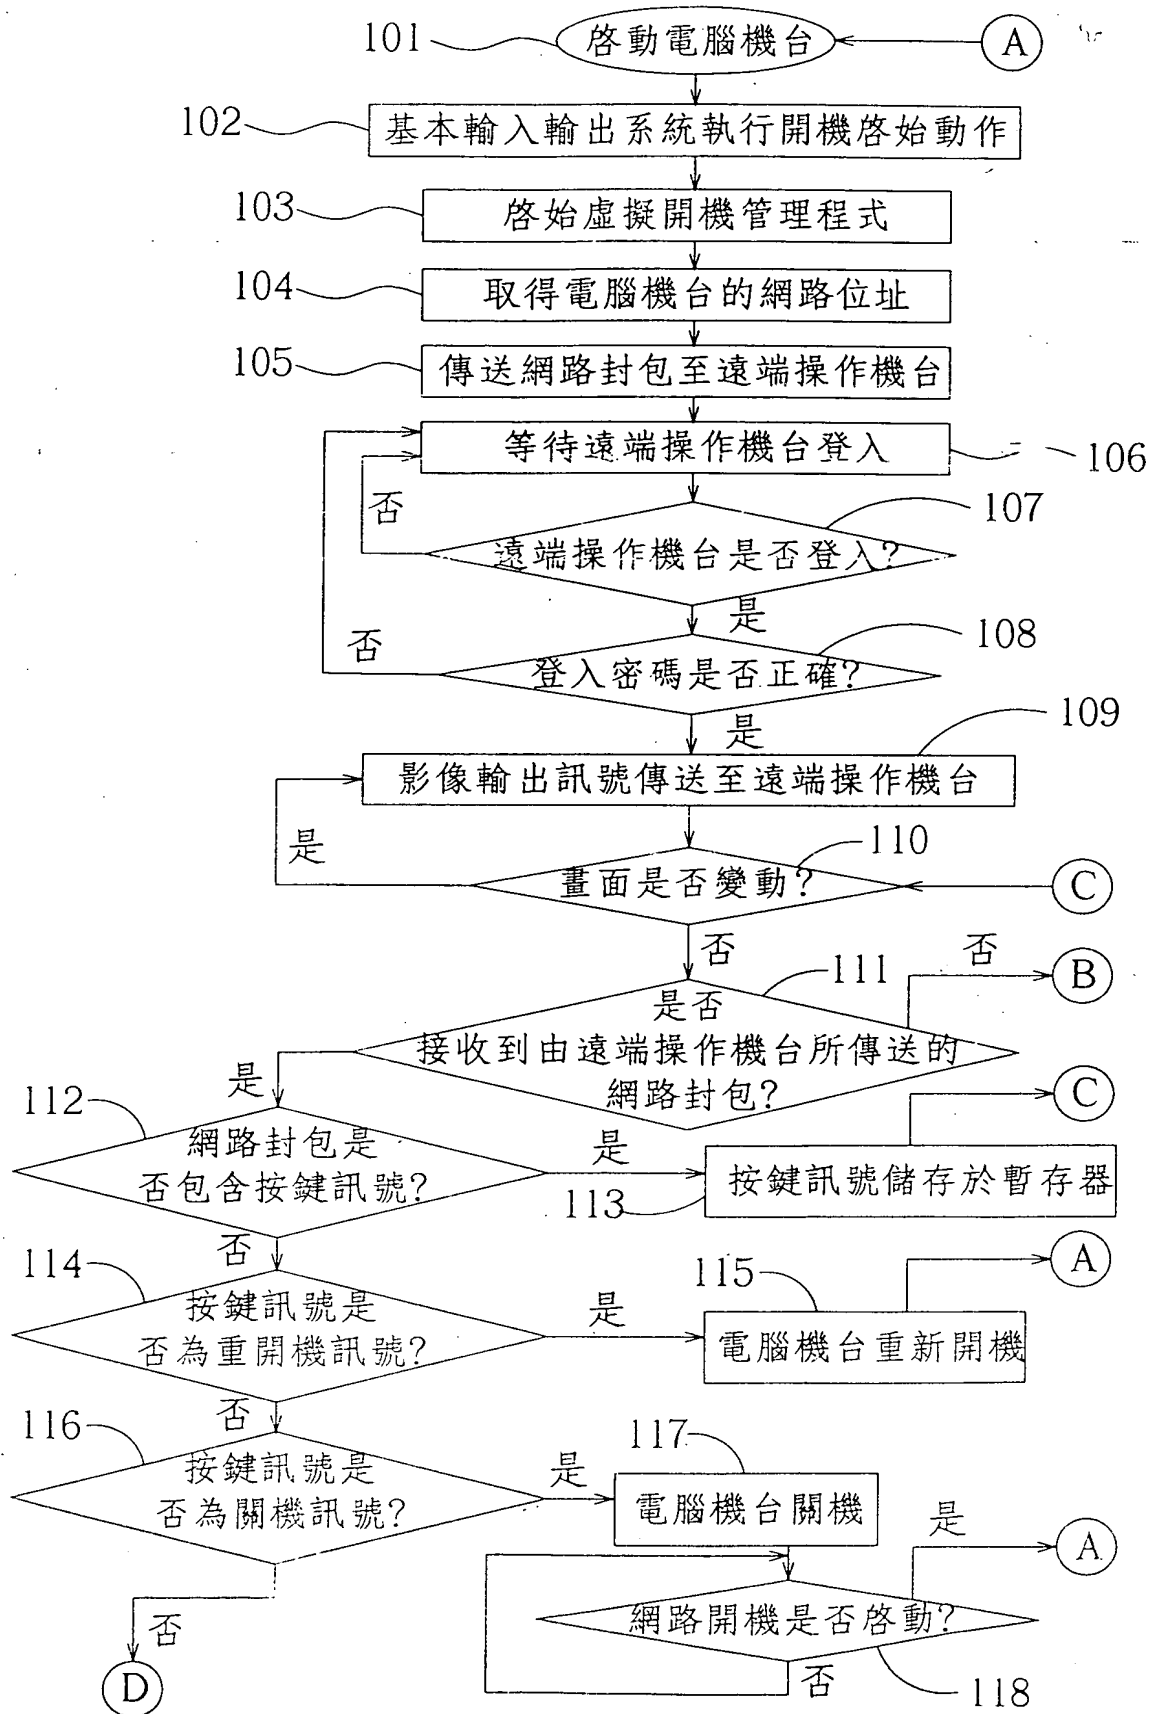 101
啓動電腦機台
A
102
基本輸入輸出系統執行開機啓始動作
103
啓始虛擬開機管理程式
104
取得電腦機台的網路位址
105
傳送網路封包至遠端操作機台
等待遠端操作機台登入
106
否
107
遠端操作機台是否登入?
是
否
108
登入密碼是否正確?
是
109
影像輸出訊號傳送至遠端操作機台
是
110
畫面是否變動?
C
否
否
111
B
是否
接收到由遠端操作機台所傳送的
網路封包?
是
C
112
網路封包是
否包含按鍵訊號?
是
113
按鍵訊號儲存於暫存器
否
A
114
按鍵訊號是
否為重開機訊號?
是
115
電腦機台重新開機
否
116
按鍵訊號是
否為關機訊號?
是
117
電腦機台關機
是
A
網路開機是否啓動?
否
118
否
D